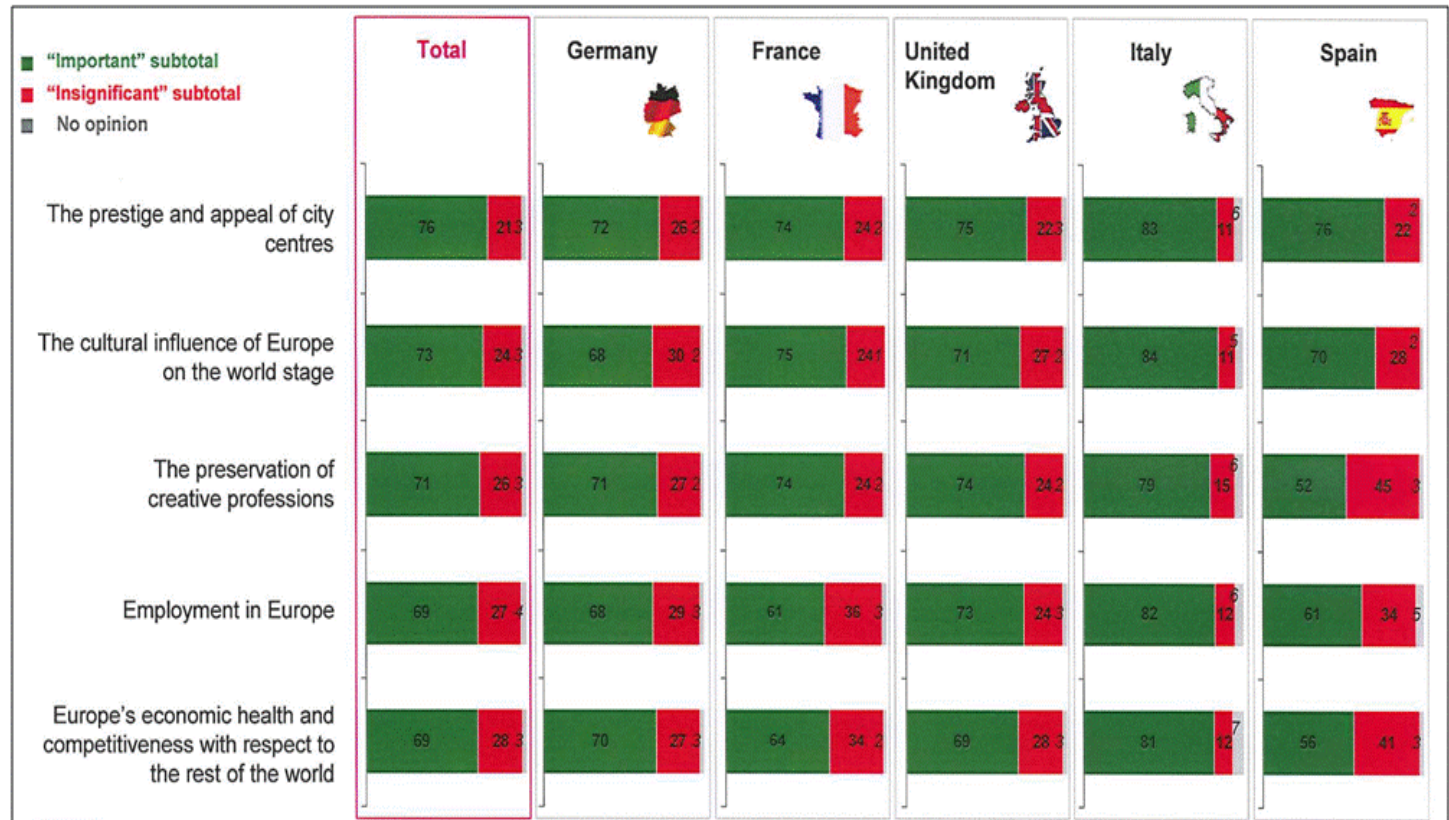 "Important" subtotal
"Insignificant" subtotal
No opinion
Total
Germany
France
United
Kingdom
Italy
Spain
The prestige and appeal of city
centres
76 21 3
72 26 2
74 24 2
75 22 3
83 11 6
76 22 2
The cultural influence of Europe
on the world stage
73 24 3
68 30 2
75 24 1
71 27 2
84 11 5
70 28 2
The preservation of
creative professions
71 26 3
71 27 2
74 24 2
74 24 2
79 15 6
52 45 3
Employment in Europe
69 27 4
68 29 3
61 36 3
73 24 3
82 12 6
61 34 5
Europe's economic health and
competitiveness with respect to
the rest of the world
69 28 3
70 27 3
64 34 2
69 28 3
81 12 7
56 41 3